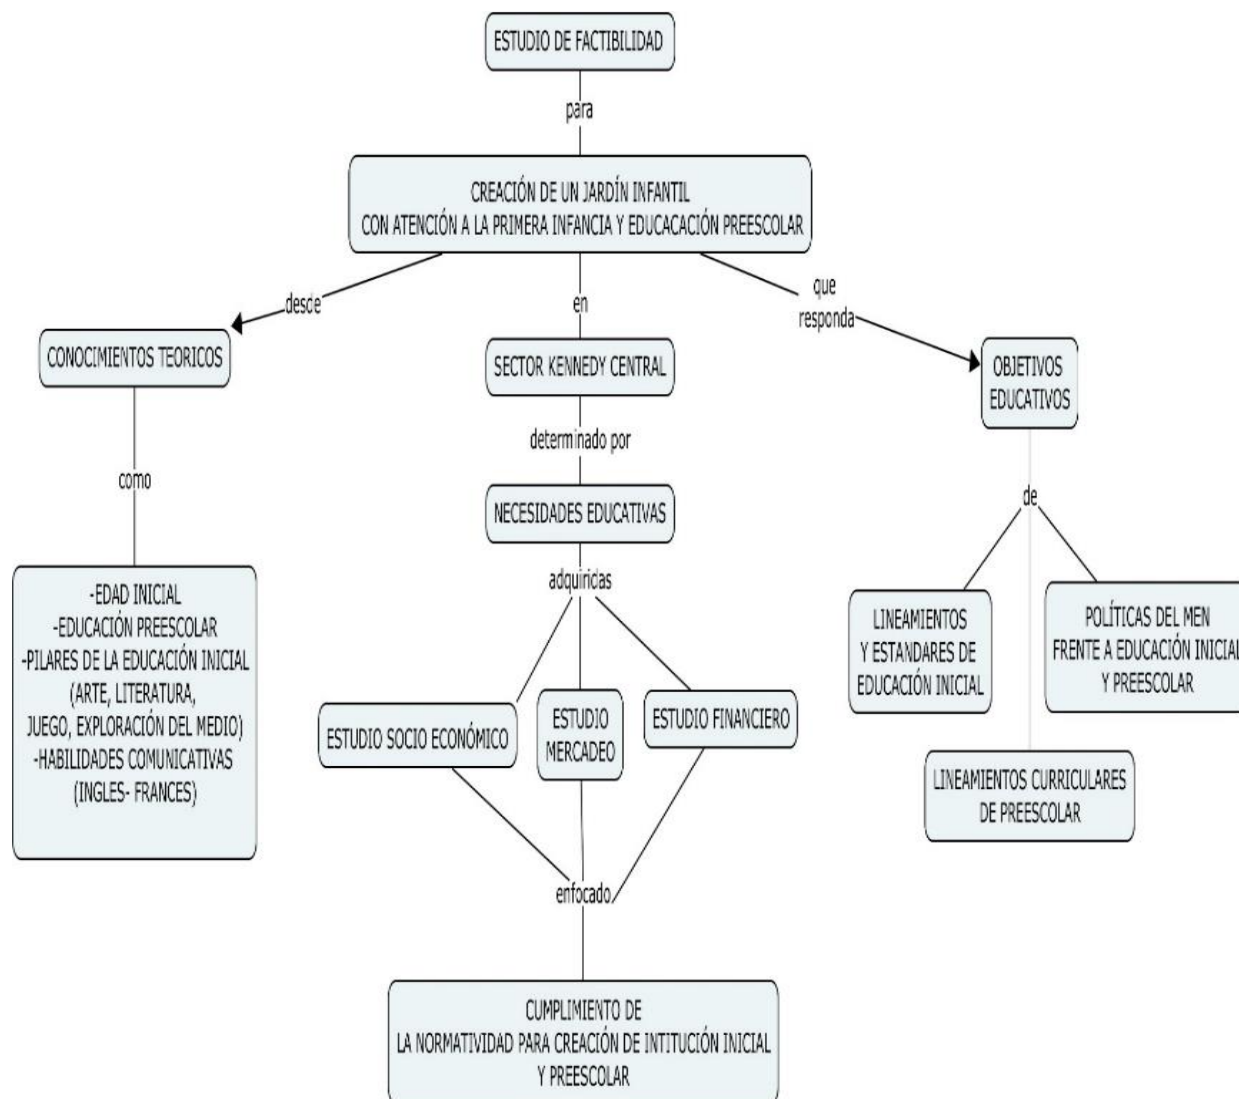 ESTUDIO DE FACTIBILIDAD
para
CREACIÓN DE UN JARDÍN INFANTIL
CON ATENCIÓN A LA PRIMERA INFANCIA Y EDUCACACIÓN PREESCOLAR
desde
en
que
responda
CONOCIMIENTOS TEORICOS
como
-EDAD INICIAL
-EDUCACIÓN PREESCOLAR
-PILARES DE LA EDUCACIÓN INICIAL
(ARTE, LITERATURA,
JUEGO, EXPLORACIÓN DEL MEDIO)
-HABILIDADES COMUNICATIVAS
(INGLES- FRANCES)
SECTOR KENNEDY CENTRAL
determinado por
NECESIDADES EDUCATIVAS
adquiridas
ESTUDIO SOCIO ECONÓMICO
ESTUDIO
MERCADEO
ESTUDIO FINANCIERO
enfocado
CUMPLIMIENTO DE
LA NORMATIVIDAD PARA CREACIÓN DE INTITUCIÓN INICIAL
Y PREESCOLAR
OBJETIVOS
EDUCATIVOS
de
LINEAMIENTOS
Y ESTANDARES DE
EDUCACIÓN INICIAL
POLÍTICAS DEL MEN
FRENTE A EDUCACIÓN INICIAL
Y PREESCOLAR
LINEAMIENTOS CURRICULARES
DE PREESCOLAR